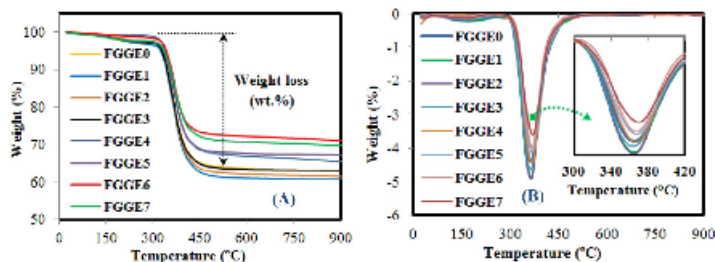 100
90
80
70
60
50
Weight (%)
FGGE0
FGGE1
FGGE2
FGGE3
FGGE4
FGGE5
FGGE6
FGGE7
Weight loss
(wt.%)
(A)
0 150 300 450 600 750 900
Temperature (°C)
0
-1
-2
-3
-4
-5
-6
Weight (%)
FGGE0
FGGE1
FGGE2
FGGE3
FGGE4
FGGE5
FGGE6
FGGE7
300 340 380 420
Temperature (°C)
(B)
0 150 300 450 600 750 900
Temperature (°C)